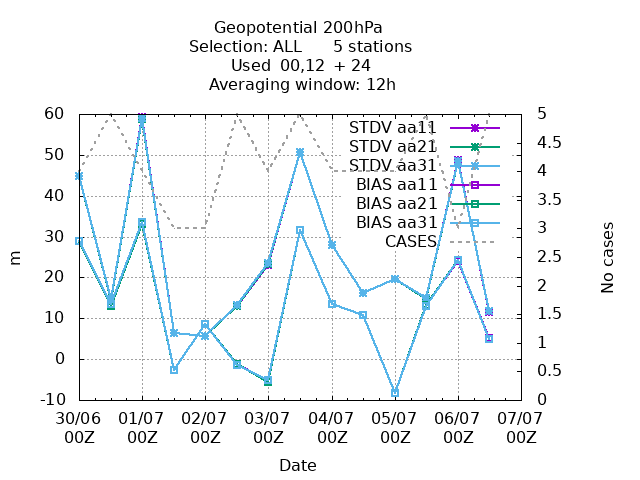 Geopotential 200hPa
Selection: ALL 5 stations
Used 00,12 + 24
Averaging window: 12h
60
50
40
30
20
10
0
-10
m
5
4.5
4
3.5
3
2.5
2
1.5
1
0.5
0
No cases
STDV aa11
STDV aa21
STDV aa31
BIAS aa11
BIAS aa21
BIAS aa31
CASES
30/06 01/07 02/07 03/07 04/07 05/07 06/07 07/07
00Z 00Z 00Z 00Z 00Z 00Z 00Z 00Z
Date